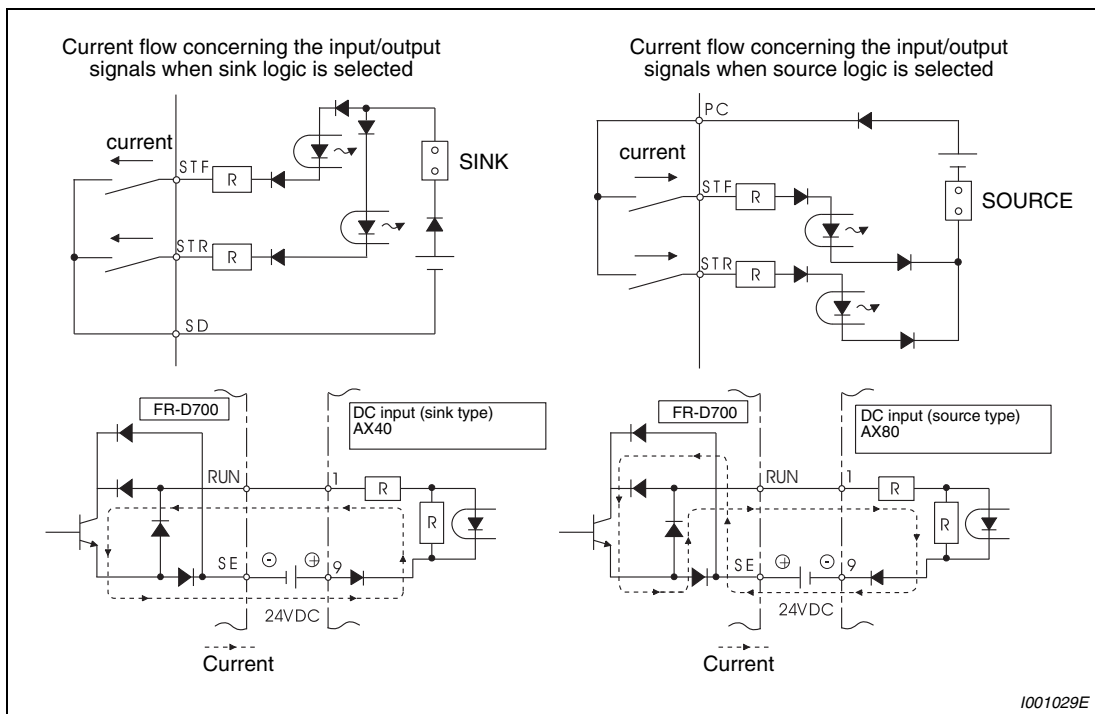 Current flow concerning the input/output
signals when sink logic is selected
current
STF
R
SINK
STR
R
SD
Current flow concerning the input/output
signals when source logic is selected
PC
current
STF
R
SOURCE
STR
R
FR-D700
DC input (sink type)
AX40
RUN
1
R
R
SE
9
24VDC
Current
FR-D700
DC input (source type)
AX80
RUN
1
R
R
SE
9
24VDC
Current
I001029E